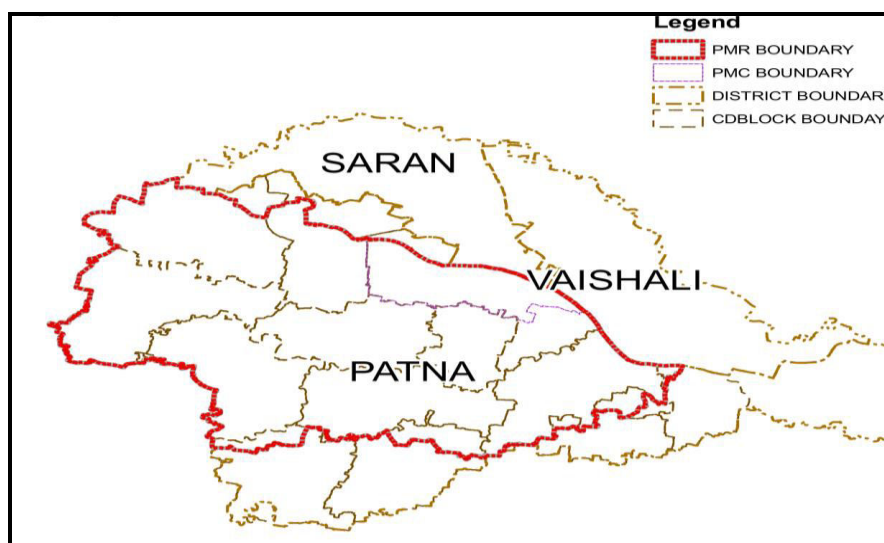 Legend
PMR BOUNDARY
PMC BOUNDARY
DISTRICT BOUNDAR
CDBLOCK BOUNDAY
SARAN
VAISHALI
PATNA